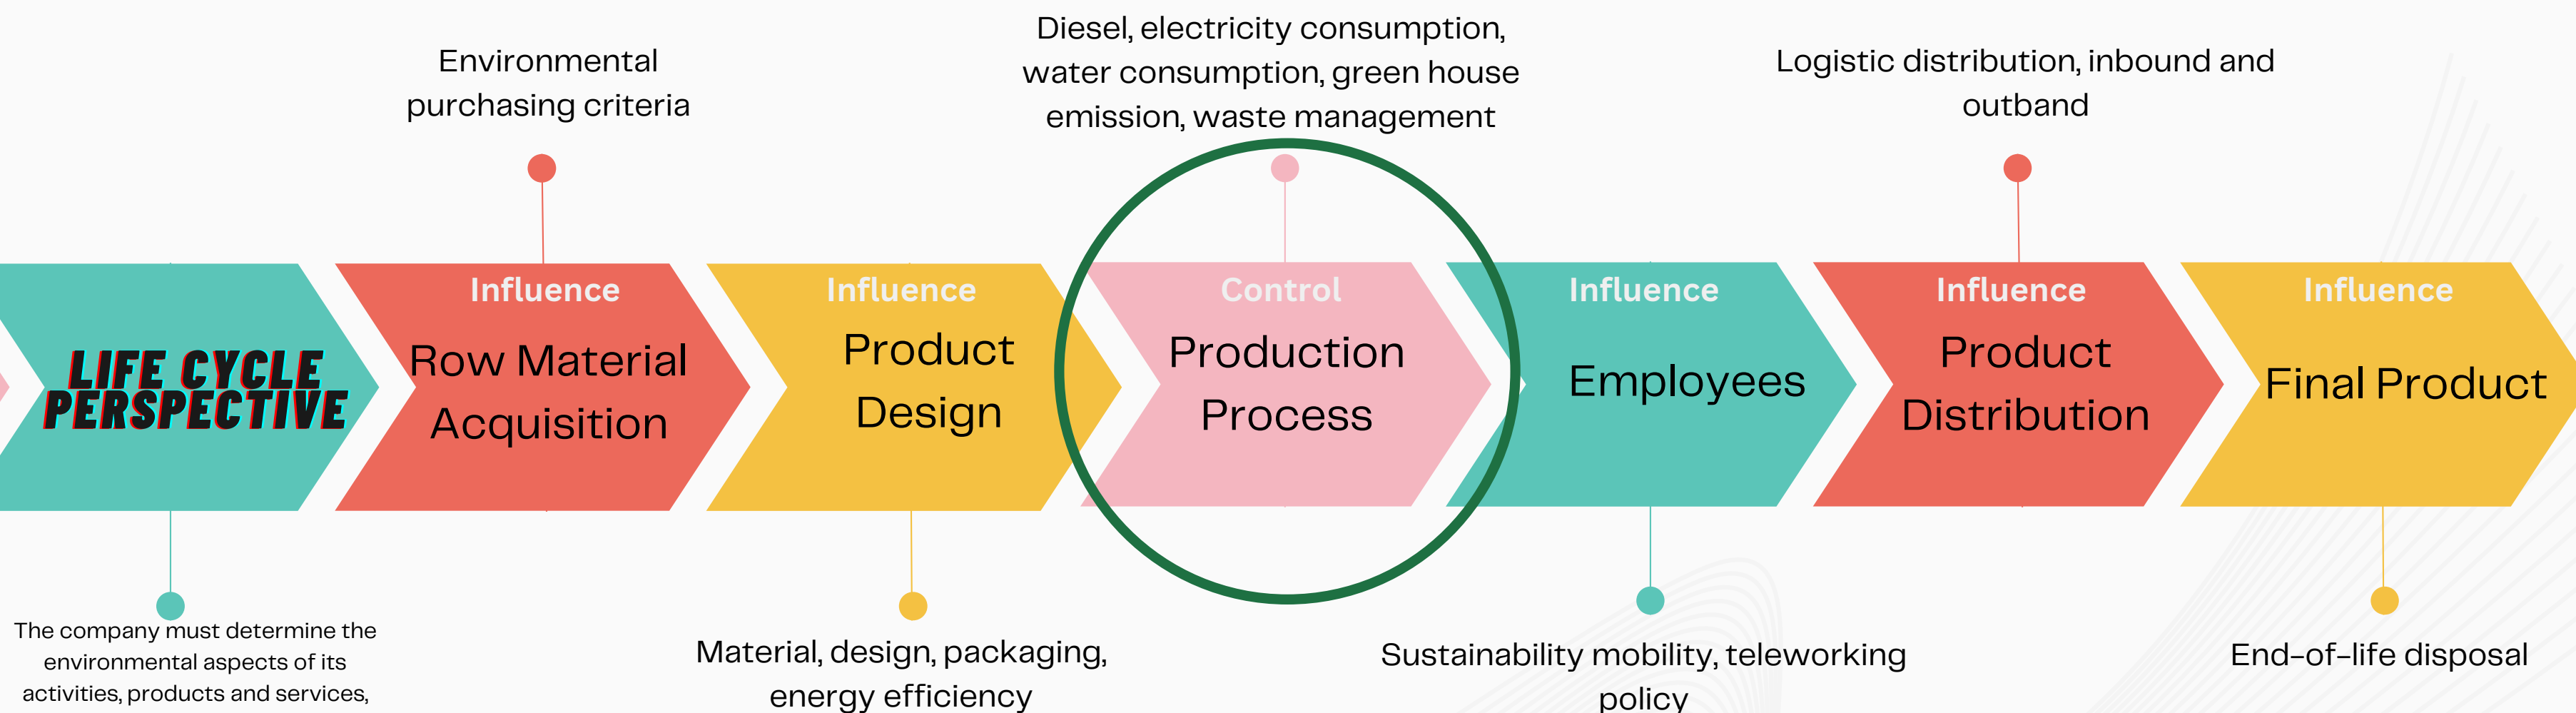 LIFE CYCLE
PERSPECTIVE
The company must determine the
environmental aspects of its
activities, products and services,
Environmental
purchasing criteria
Influence
Row Material
Acquisition
Influence
Product
Design
Material, design, packaging,
energy efficiency
Diesel, electricity consumption,
water consumption, green house
emission, waste management
Control
Production
Process
Influence
Employees
Sustainability mobility, teleworking
policy
Logistic distribution, inbound and
outband
Influence
Product
Distribution
Influence
Final Product
End-of-life disposal